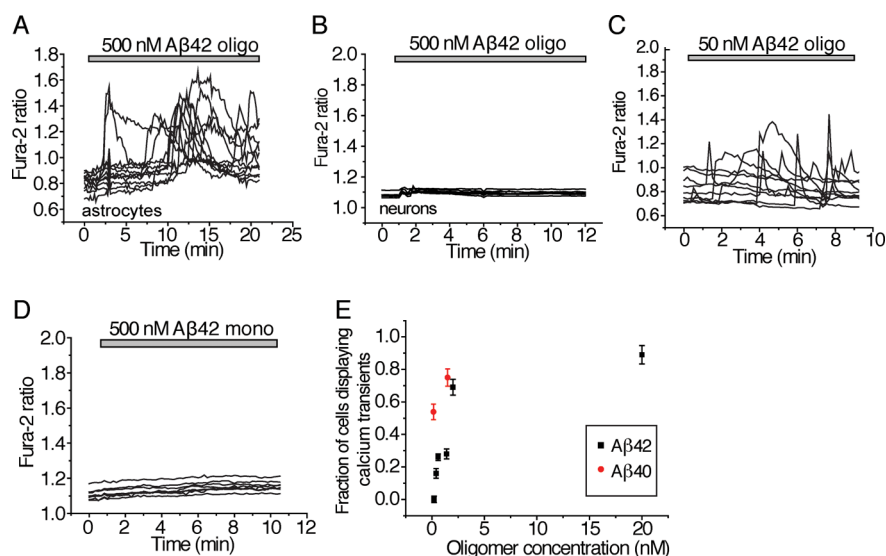 A
500 nM Aβ42 oligo
1.8
1.6
1.4
1.2
1.0
0.8
0.6
Fura-2 ratio
astrocytes
0 5 10 15 20 25
Time (min)
B
500 nM Aβ42 oligo
2.0
1.8
1.6
1.4
1.2
1.0
Fura-2 ratio
neurons
0 2 4 6 8 10 12
Time (min)
C
50 nM Aβ42 oligo
2.0
1.8
1.6
1.4
1.2
1.0
0.8
0.6
Fura-2 ratio
0 2 4 6 8 10
Time (min)
D
500 nM Aβ42 mono
2.0
1.8
1.6
1.4
1.2
1.0
Fura-2 ratio
0 2 4 6 8 10 12
Time (min)
E
Fraction of cells displaying
calcium transients
1.0
0.8
0.6
0.4
0.2
0.0
Aβ42
Aβ40
0 5 10 15 20
Oligomer concentration (nM)